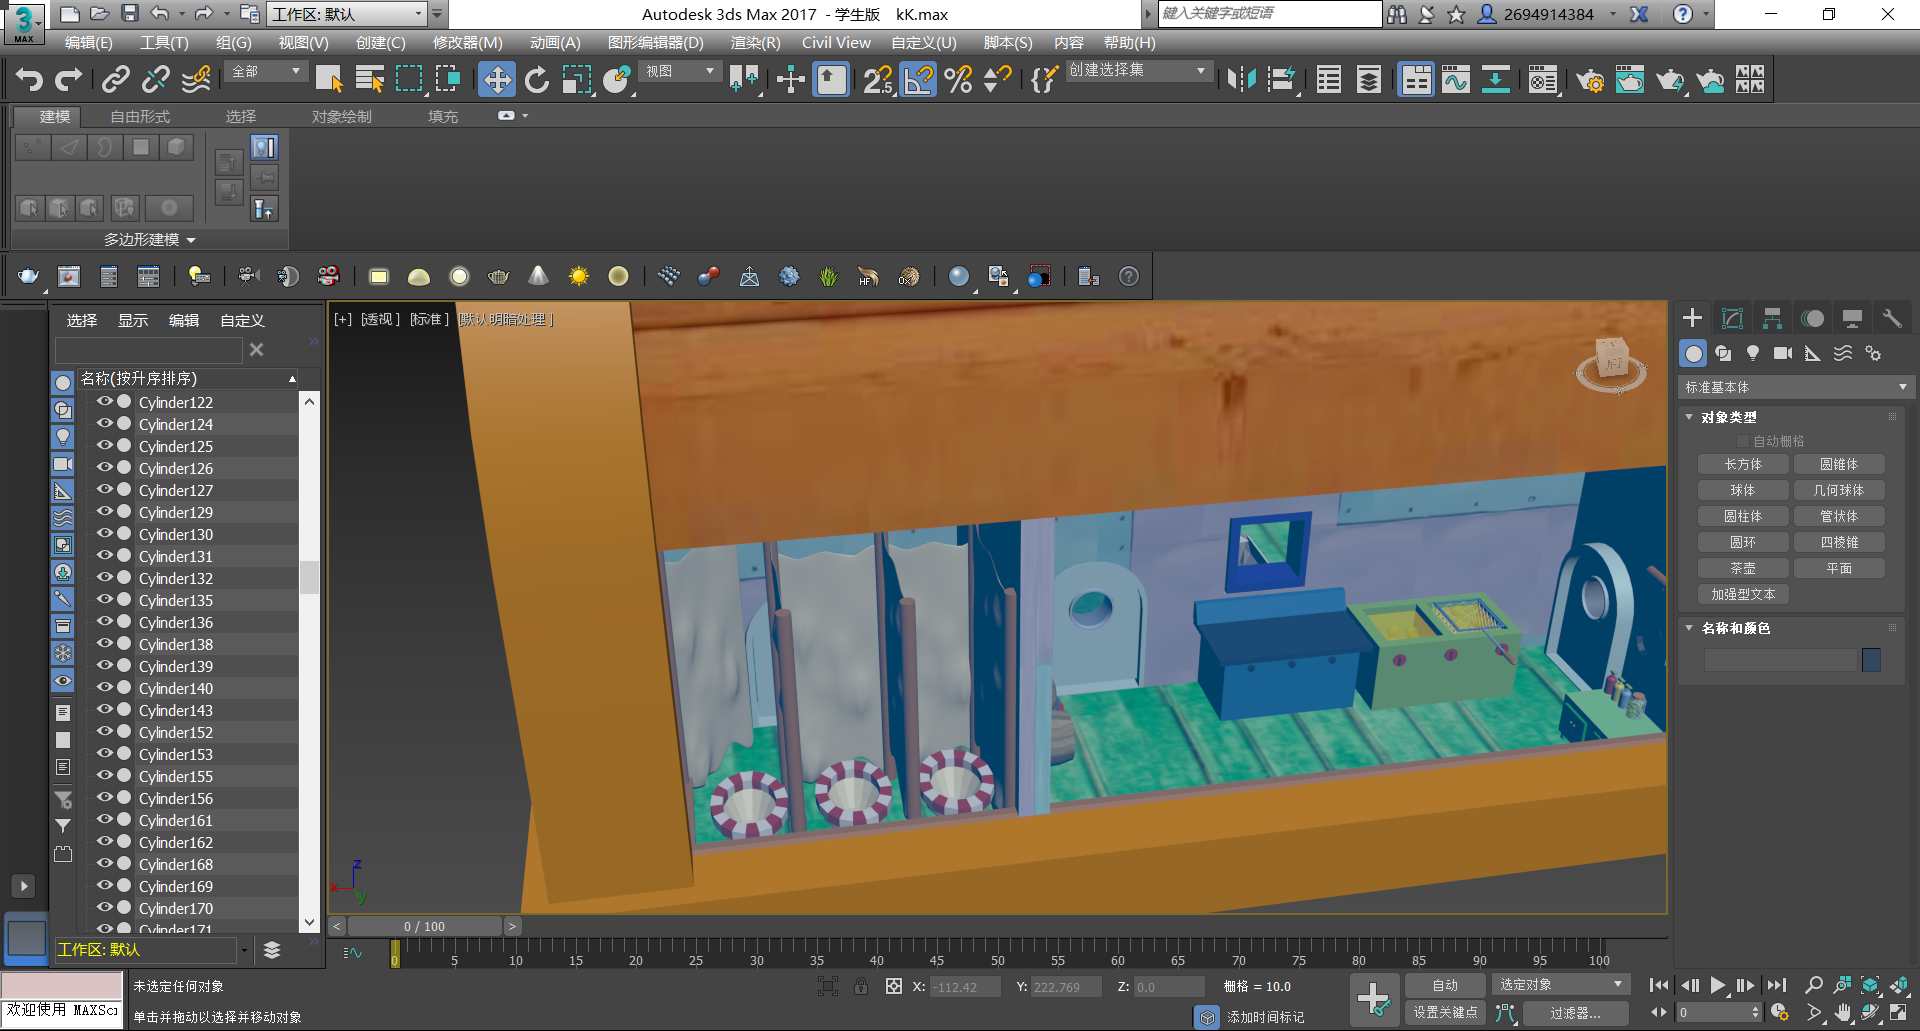 3 MAX
工作区: 默认
Autodesk 3ds Max 2017 - 学生版 kK.max
键入关键字或短语
2694914384
编辑(E) 工具(T) 组(G) 视图(V) 创建(C) 修改器(M) 动画(A) 图形编辑器(D) 渲染(R) Civil View 自定义(U) 脚本(S) 内容 帮助(H)
全部
视图
创建选择集
建模 自由形式 选择 对象绘制 填充
多边形建模
选择 显示 编辑 自定义
名称(按升序排序)
Cylinder122
Cylinder124
Cylinder125
Cylinder126
Cylinder127
Cylinder129
Cylinder130
Cylinder131
Cylinder132
Cylinder135
Cylinder136
Cylinder138
Cylinder139
Cylinder140
Cylinder143
Cylinder152
Cylinder153
Cylinder155
Cylinder156
Cylinder161
Cylinder162
Cylinder168
Cylinder169
Cylinder170
Cylinder171
工作区: 默认
[+] [透视] [标准] [默认明暗处理]
z
x
y
标准基本体
对象类型
自动栅格
长方体 圆锥体
球体 几何球体
圆柱体 管状体
圆环 四棱锥
茶壶 平面
加强型文本
名称和颜色
< 0 / 100 >
0 5 10 15 20 25 30 35 40 45 50 55 60 65 70 75 80 85 90 95 100
未选定任何对象
X: -112.42 Y: 222.769 Z: 0.0 栅格 = 10.0
自动 选定对象
欢迎使用 MAXSc
单击并拖动以选择并移动对象
添加时间标记
设置关键点 过滤器...
0